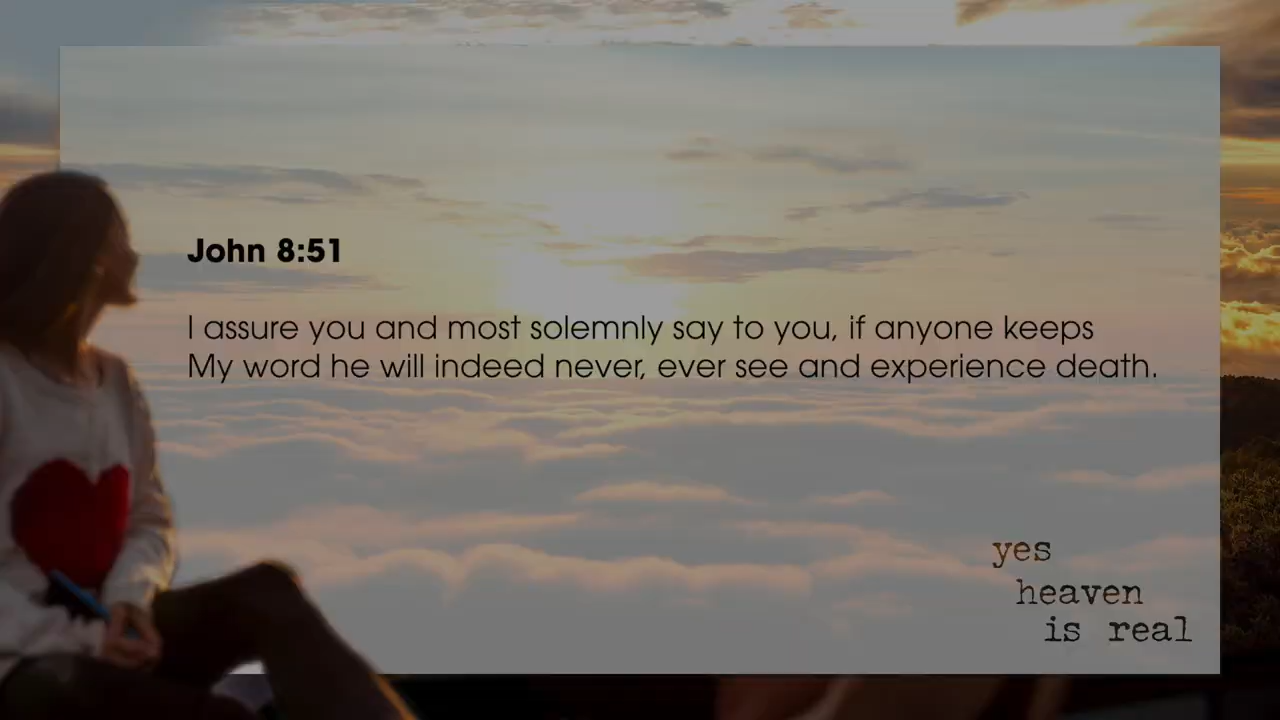 John 8:51
I assure you and most solemnly say to you, if anyone keeps
My word he will indeed never, ever see and experience death.
yes
heaven
is real